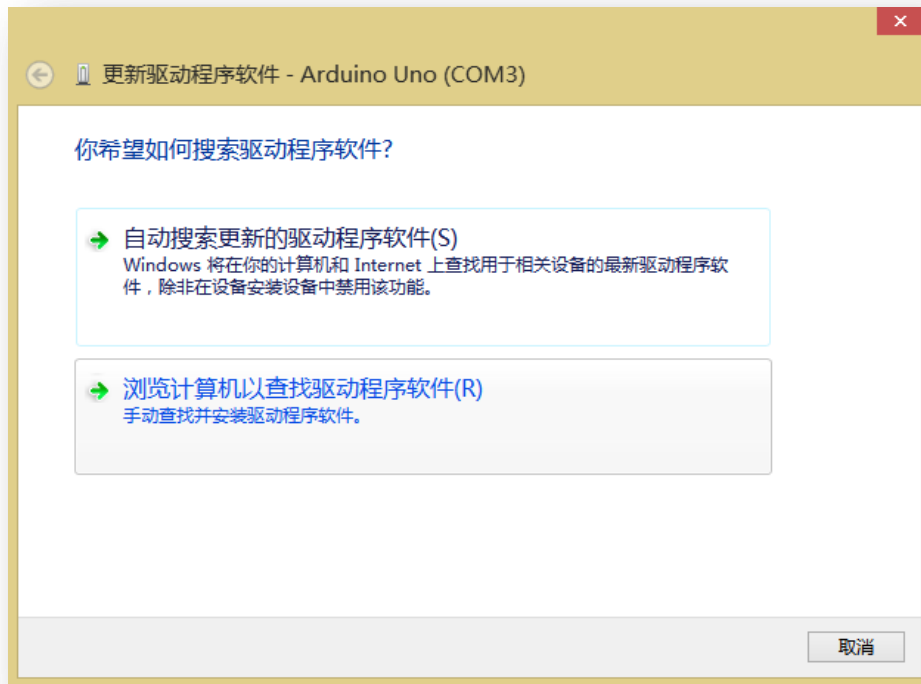 更新驱动程序软件 - Arduino Uno (COM3)
你希望如何搜索驱动程序软件?
自动搜索更新的驱动程序软件(S)
Windows 将在你的计算机和 Internet 上查找用于相关设备的最新驱动程序软
件，除非在设备安装设备中禁用该功能。
浏览计算机以查找驱动程序软件(R)
手动查找并安装驱动程序软件。
取消